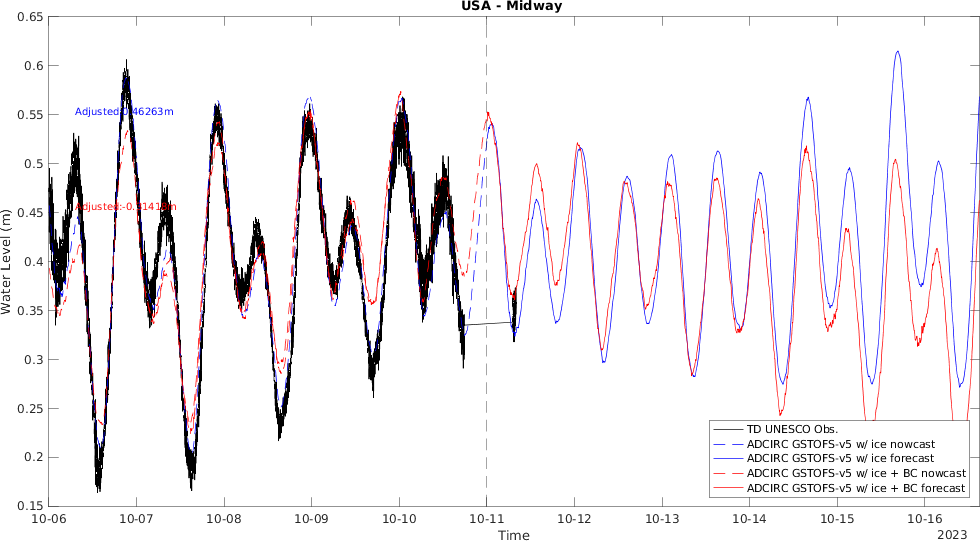 USA - Midway
0.65
0.6
0.55
0.5
0.45
0.4
0.35
0.3
0.25
0.2
0.15
Water Level (m)
10-06
10-07
10-08
10-09
10-10
10-11
10-12
10-13
10-14
10-15
10-16
Time
2023
TD UNESCO Obs.
ADCIRC GSTOFS-v5 w/ ice nowcast
ADCIRC GSTOFS-v5 w/ ice forecast
ADCIRC GSTOFS-v5 w/ ice + BC nowcast
ADCIRC GSTOFS-v5 w/ ice + BC forecast